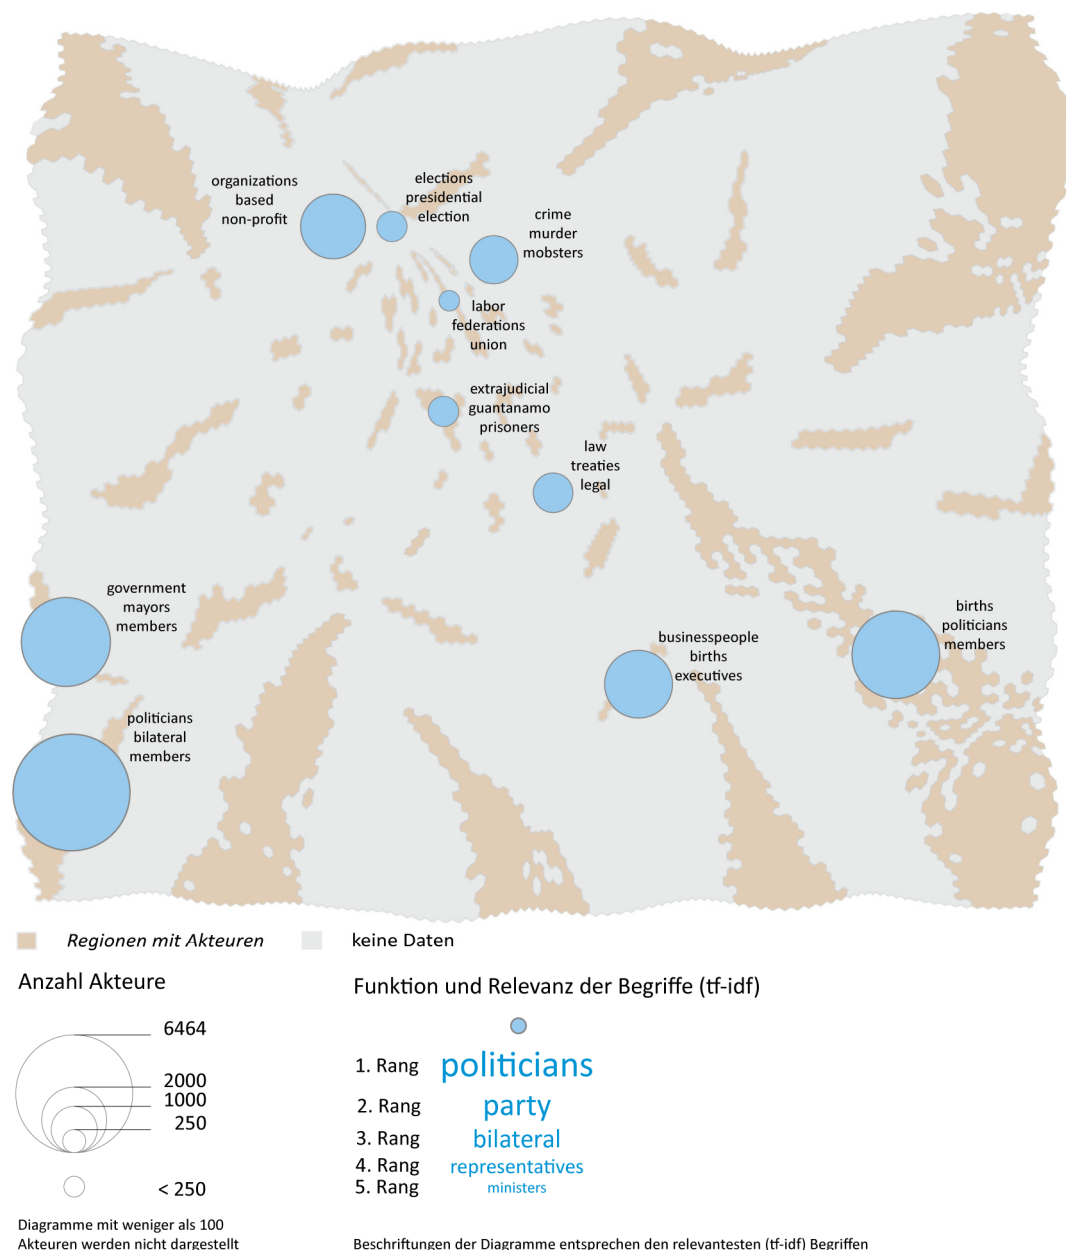 organizations
based
non-profit
elections
presidential
election
crime
murder
mobsters
labor
federations
union
extrajudicial
guantanamo
prisoners
law
treaties
legal
government
mayors
members
births
politicians
members
businesspeople
births
executives
politicians
bilateral
members
Regionen mit Akteuren keine Daten
Anzahl Akteure
6464
2000
1000
250
< 250
Diagramme mit weniger als 100
Akteuren werden nicht dargestellt
Funktion und Relevanz der Begriffe (tf-idf)
1. Rang politicians
2. Rang party
3. Rang bilateral
4. Rang representatives
5. Rang ministers
Beschriftungen der Diagramme entsprechen den relevantesten (tf-idf) Begriffen